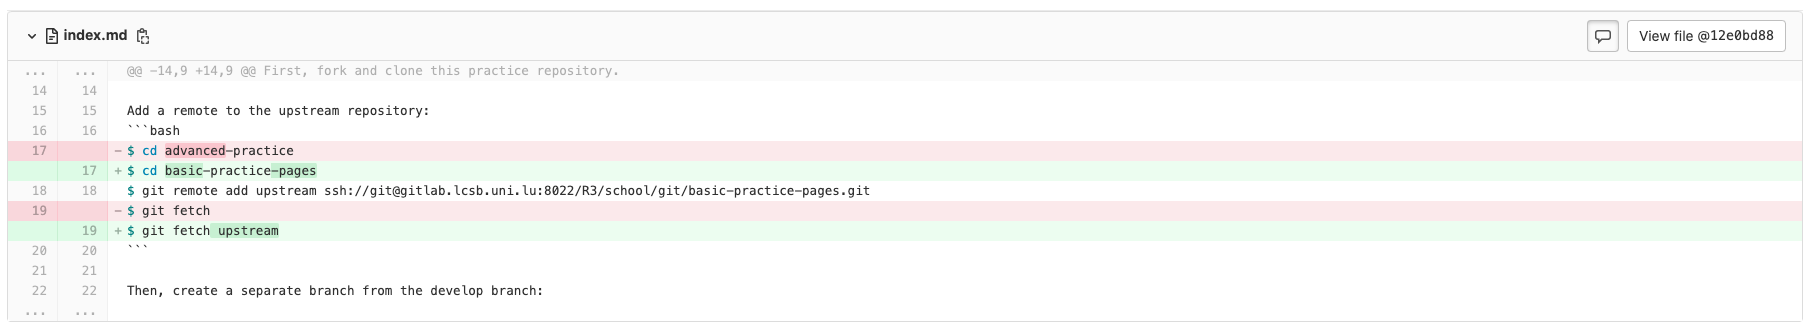 index.md View file @12e0bd88
... ... @@ -14,9 +14,9 @@ First, fork and clone this practice repository.
14 14
15 15 Add a remote to the upstream repository:
16 16 ```bash
17 - $ cd advanced-practice
17 + $ cd basic-practice-pages
18 18 $ git remote add upstream ssh://git@gitlab.lcsb.uni.lu:8022/R3/school/git/basic-practice-pages.git
19 - $ git fetch
19 + $ git fetch upstream
20 20 ```
21 21
22 22 Then, create a separate branch from the develop branch:
... ...